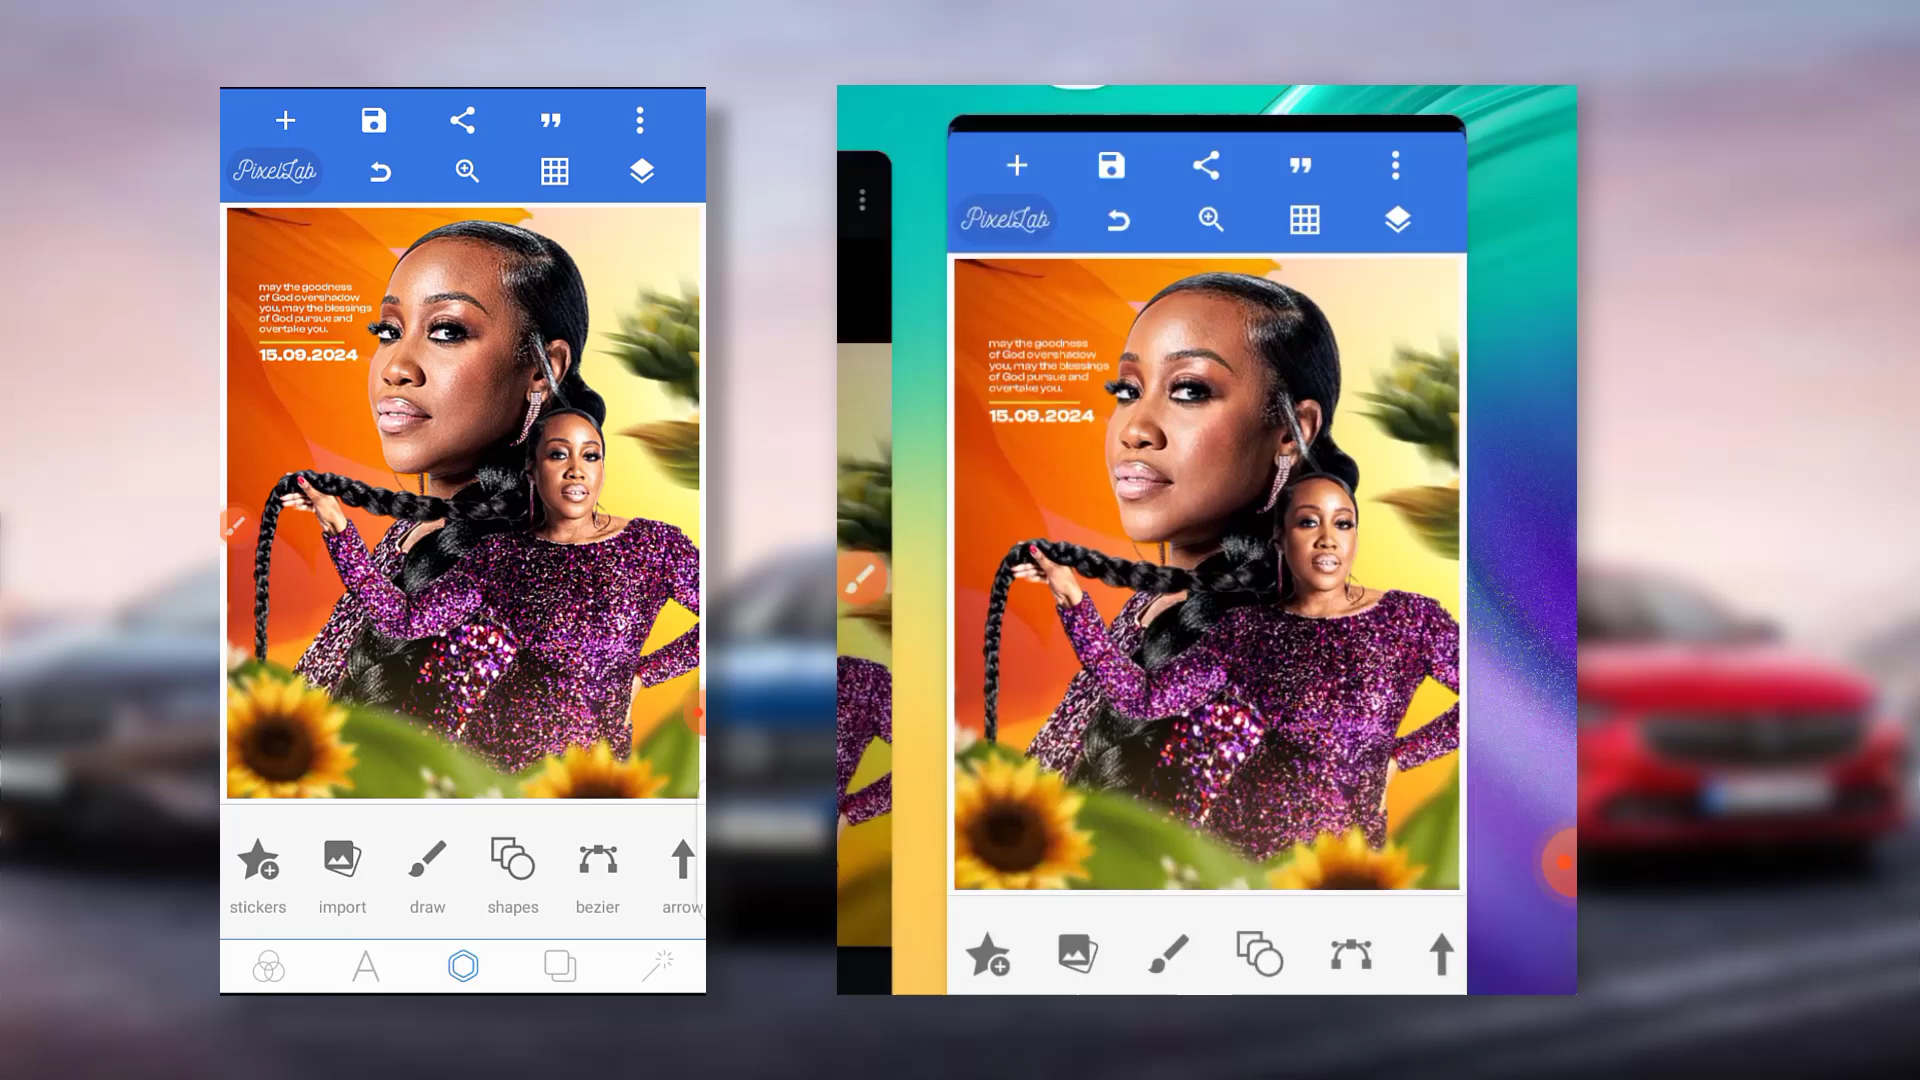 PixelLab
may the goodness
of God overshadow
you, may the blessings
of God pursue and
overtake you.
15.09.2024
stickers
import
draw
shapes
bezier
arrow
PixelLab
may the goodness
of God overshadow
you, may the blessings
of God pursue and
overtake you.
15.09.2024